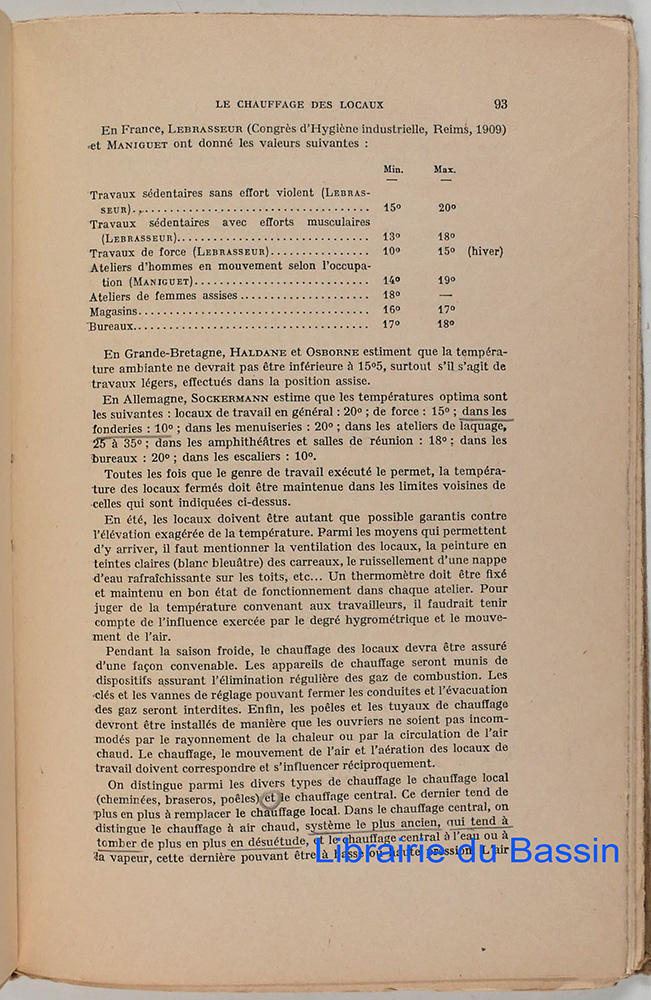 LE CHAUFFAGE DES LOCAUX 93
En France, LEBRASSEUR (Congrès d'Hygiène industrielle, Reims, 1909)
et MANIGUET ont donné les valeurs suivantes :
Min. Max.
Travaux sédentaires sans effort violent (LEBRAS-
SEUR)..................................... 15° 20°
Travaux sédentaires avec efforts musculaires
(LEBRASSEUR).............................. 13° 18°
Travaux de force (LEBRASSEUR)................ 10° 15° (hiver)
Ateliers d'hommes en mouvement selon l'occupa-
tion (MANIGUET)............................ 14° 19°
Ateliers de femmes assises..................... 18° —
Magasins..................................... 16° 17°
Bureaux...................................... 17° 18°
En Grande-Bretagne, HALDANE et OSBORNE estiment que la tempéra-
ture ambiante ne devrait pas être inférieure à 15°5, surtout s'il s'agit de
travaux légers, effectués dans la position assise.
En Allemagne, SOCKERMANN estime que les températures optima sont
les suivantes : locaux de travail en général : 20° ; de force : 15° ; dans les
fonderies : 10° ; dans les menuiseries : 20° ; dans les ateliers de laquage,
25 à 35° ; dans les amphithéâtres et salles de réunion : 18° ; dans les
bureaux : 20° ; dans les escaliers : 10°.
Toutes les fois que le genre de travail exécuté le permet, la tempéra-
ture des locaux fermés doit être maintenue dans les limites voisines de
celles qui sont indiquées ci-dessus.
En été, les locaux doivent être autant que possible garantis contre
l'élévation exagérée de la température. Parmi les moyens qui permettent
d'y arriver, il faut mentionner la ventilation des locaux, la peinture en
teintes claires (blanc bleuâtre) des carreaux, le ruissellement d'une nappe
d'eau rafraîchissante sur les toits, etc... Un thermomètre doit être fixé
et maintenu en bon état de fonctionnement dans chaque atelier. Pour
juger de la température convenant aux travailleurs, il faudrait tenir
compte de l'influence exercée par le degré hygrométrique et le mouve-
ment de l'air.
Pendant la saison froide, le chauffage des locaux devra être assuré
d'une façon convenable. Les appareils de chauffage seront munis de
dispositifs assurant l'élimination régulière des gaz de combustion. Les
clés et les vannes de réglage pouvant fermer les conduites et l'évacuation
des gaz seront interdites. Enfin, les poêles et les tuyaux de chauffage
devront être installés de manière que les ouvriers ne soient pas incom-
modés par le rayonnement de la chaleur ou par la circulation de l'air
chaud. Le chauffage, le mouvement de l'air et l'aération des locaux de
travail doivent correspondre et s'influencer réciproquement.
On distingue parmi les divers types de chauffage le chauffage local
(cheminées, braseros, poêles) et le chauffage central. Ce dernier tend de
plus en plus à remplacer le chauffage local. Dans le chauffage central, on
distingue le chauffage à air chaud, système le plus ancien, qui tend à
tomber de plus en plus en désuétude, et le chauffage central à l'eau ou à
la vapeur, cette dernière pouvant être à basse ou haute pression. L'air
Librairie du Bassin